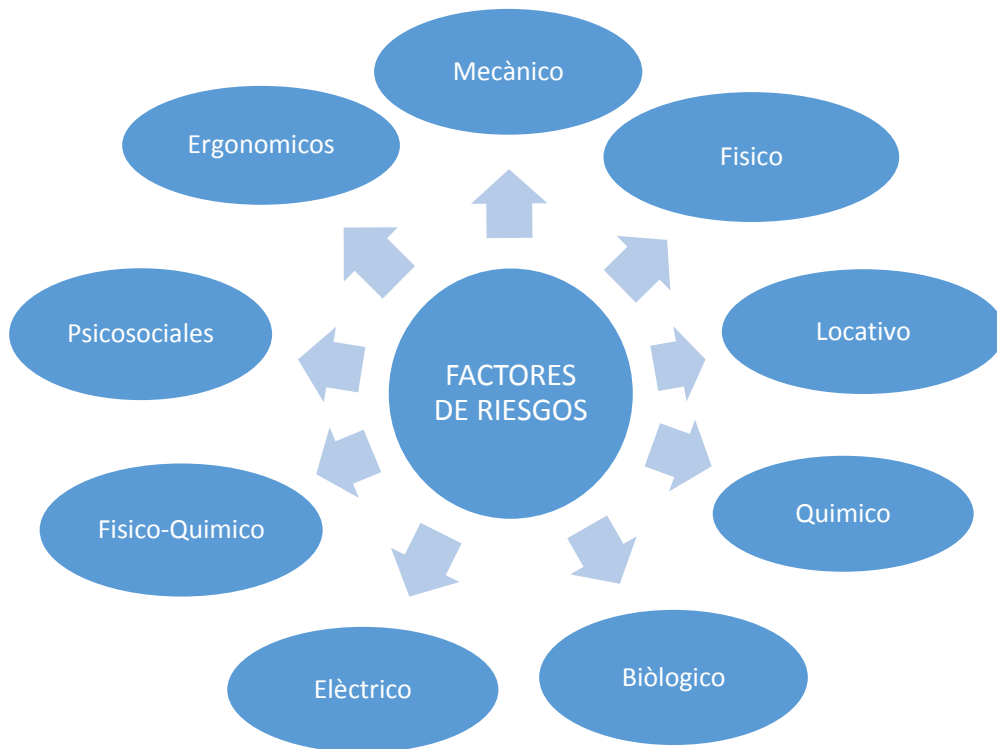 Mecànico
Ergonomicos
Fisico
Psicosociales
Locativo
FACTORES
DE RIESGOS
Fisico-Quimico
Quimico
Elèctrico
Biòlogico